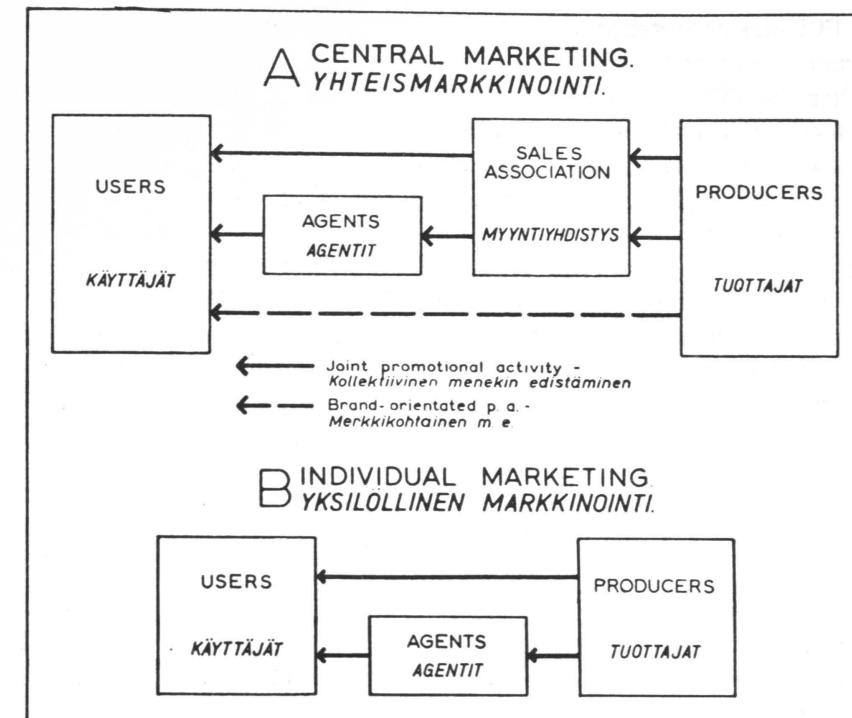 A CENTRAL MARKETING.
YHTEISMARKKINOINTI.
USERS
KÄYTTÄJÄT
AGENTS
AGENTIT
SALES
ASSOCIATION
MYYNTIYHDISTYS
PRODUCERS
TUOTTAJAT
Joint promotional activity -
Kollektiivinen menekin edistäminen
Brand-orientated p. a. -
Merkkikohtainen m. e.
B INDIVIDUAL MARKETING.
YKSILÖLLINEN MARKKINOINTI.
USERS
KÄYTTÄJÄT
AGENTS
AGENTIT
PRODUCERS
TUOTTAJAT